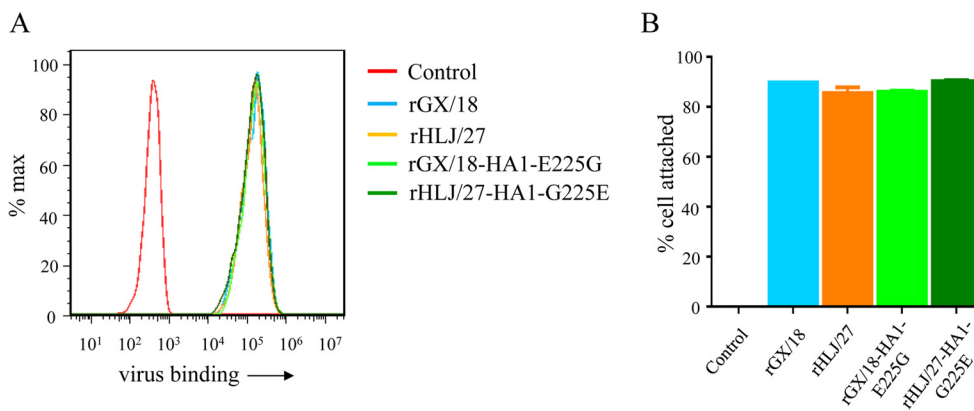 A
% max
100
80
60
40
20
0
10¹ 10² 10³ 10⁴ 10⁵ 10⁶ 10⁷
virus binding
Control
rGX/18
rHLJ/27
rGX/18-HA1-E225G
rHLJ/27-HA1-G225E
B
% cell attached
100
80
60
40
20
0
Control
rGX/18
rHLJ/27
rGX/18-HA1-
E225G
rHLJ/27-HA1-
G225E